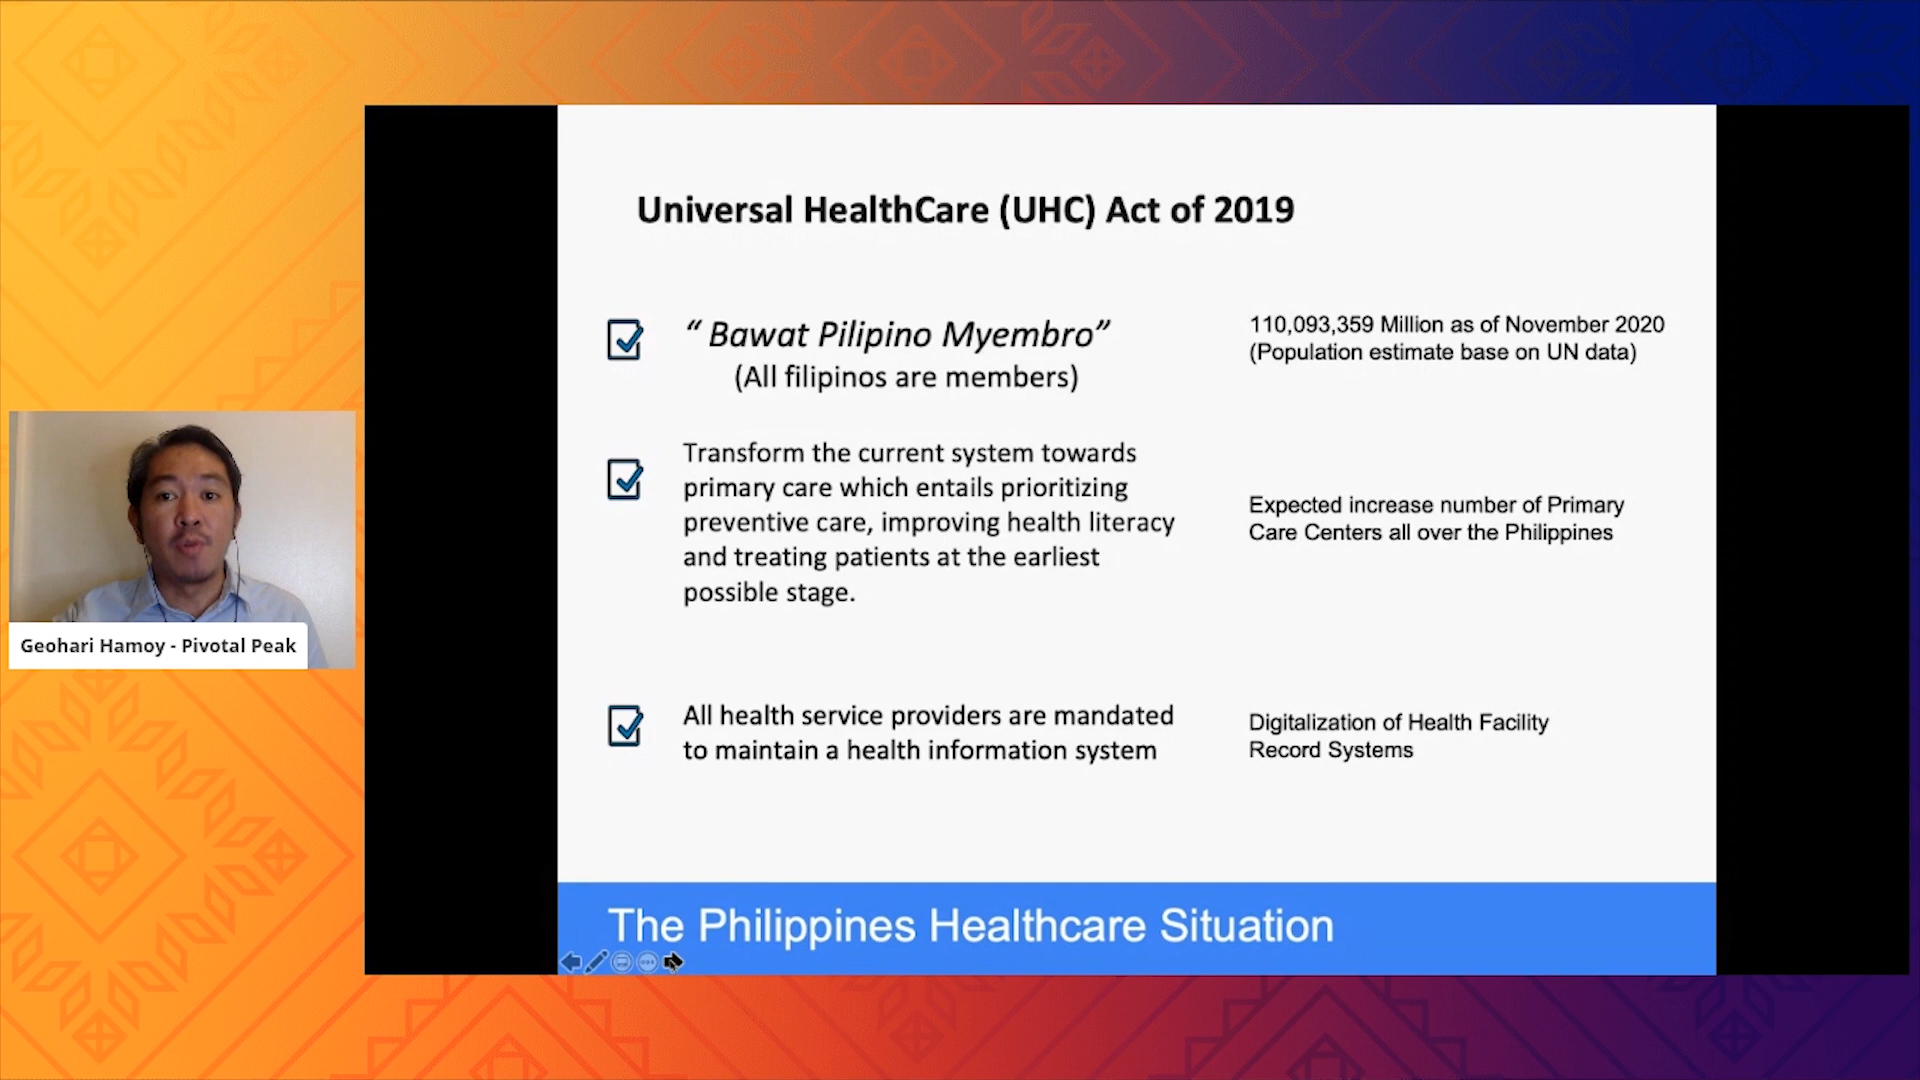 Universal HealthCare (UHC) Act of 2019
“ Bawat Pilipino Myembro”
(All filipinos are members)
110,093,359 Million as of November 2020
(Population estimate base on UN data)
Transform the current system towards
primary care which entails prioritizing
preventive care, improving health literacy
and treating patients at the earliest
possible stage.
Expected increase number of Primary
Care Centers all over the Philippines
All health service providers are mandated
to maintain a health information system
Digitalization of Health Facility
Record Systems
The Philippines Healthcare Situation
Geohari Hamoy - Pivotal Peak